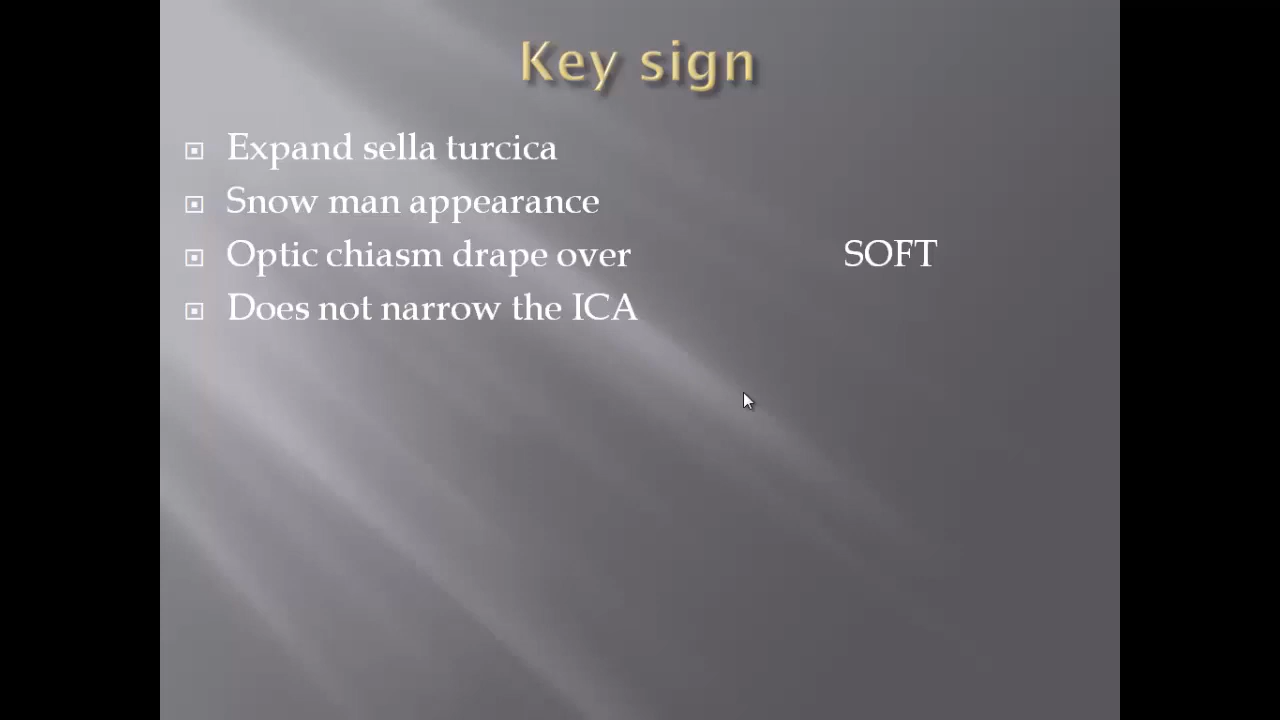 Key sign
Expand sella turcica
Snow man appearance
Optic chiasm drape over SOFT
Does not narrow the ICA